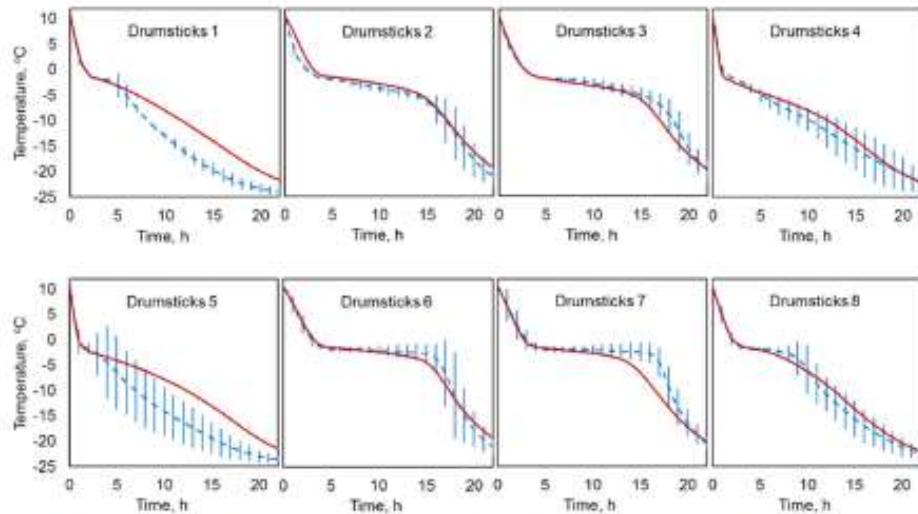 Drumsticks 1
Drumsticks 2
Drumsticks 3
Drumsticks 4
Temperature, ºC
10
5
0
-5
-10
-15
-20
-25
0 5 10 15 20 0 5 10 15 20 0 5 10 15 20 0 5 10 15 20
Time, h
Time, h
Time, h
Time, h
Drumsticks 5
Drumsticks 6
Drumsticks 7
Drumsticks 8
Temperature, ºC
10
5
0
-5
-10
-15
-20
-25
0 5 10 15 20 0 5 10 15 20 0 5 10 15 20 0 5 10 15 20
Time, h
Time, h
Time, h
Time, h